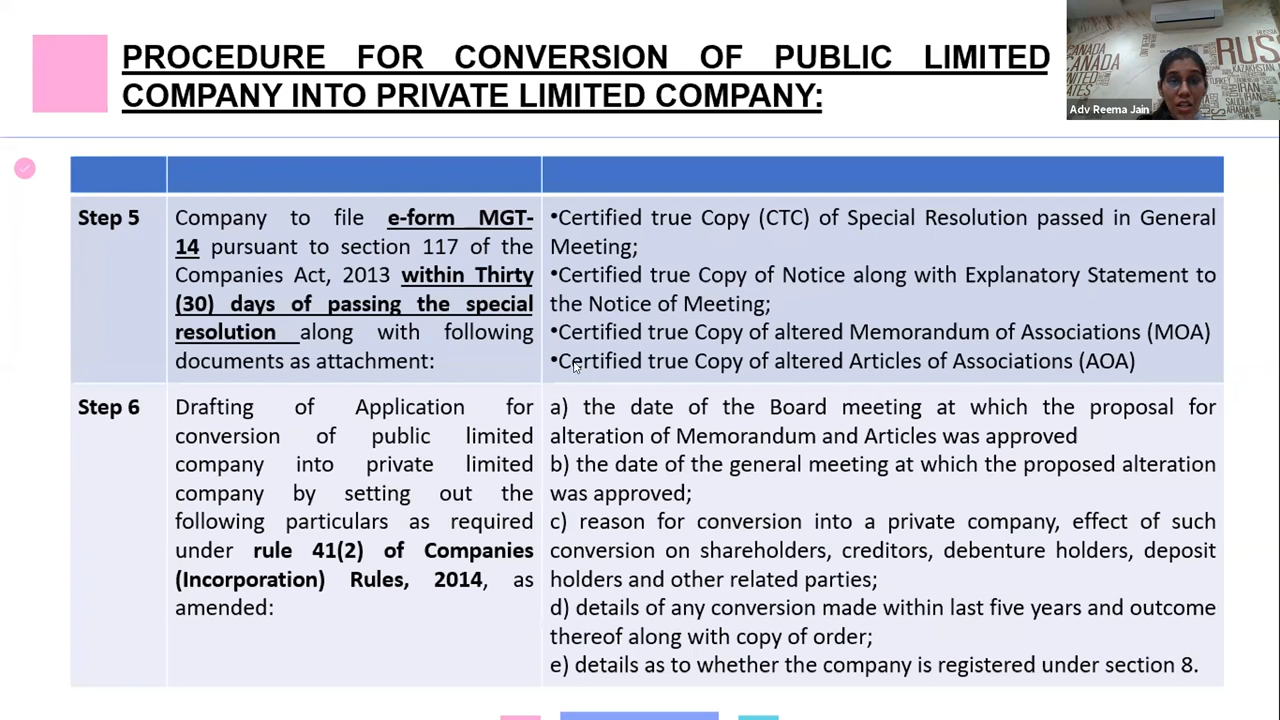 PROCEDURE FOR CONVERSION OF PUBLIC LIMITED
COMPANY INTO PRIVATE LIMITED COMPANY:
CANADA
CANADA
RUS
IRAN
Adv Reema Jain
Step 5
Company to file e-form MGT-
14 pursuant to section 117 of the
Companies Act, 2013 within Thirty
(30) days of passing the special
resolution along with following
documents as attachment:
•Certified true Copy (CTC) of Special Resolution passed in General
Meeting;
•Certified true Copy of Notice along with Explanatory Statement to
the Notice of Meeting;
•Certified true Copy of altered Memorandum of Associations (MOA)
•Certified true Copy of altered Articles of Associations (AOA)
Step 6
Drafting of Application for
conversion of public limited
company into private limited
company by setting out the
following particulars as required
under rule 41(2) of Companies
(Incorporation) Rules, 2014, as
amended:
a) the date of the Board meeting at which the proposal for
alteration of Memorandum and Articles was approved
b) the date of the general meeting at which the proposed alteration
was approved;
c) reason for conversion into a private company, effect of such
conversion on shareholders, creditors, debenture holders, deposit
holders and other related parties;
d) details of any conversion made within last five years and outcome
thereof along with copy of order;
e) details as to whether the company is registered under section 8.